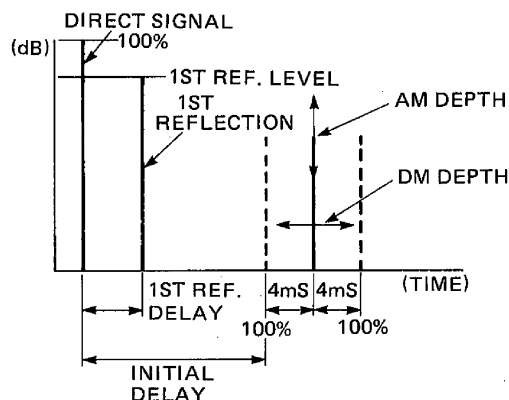 DIRECT SIGNAL
(dB)
100%
1ST REF. LEVEL
1ST
REFLECTION
AM DEPTH
DM DEPTH
1ST REF.
DELAY
4mS
4mS
(TIME)
100%
100%
INITIAL
DELAY